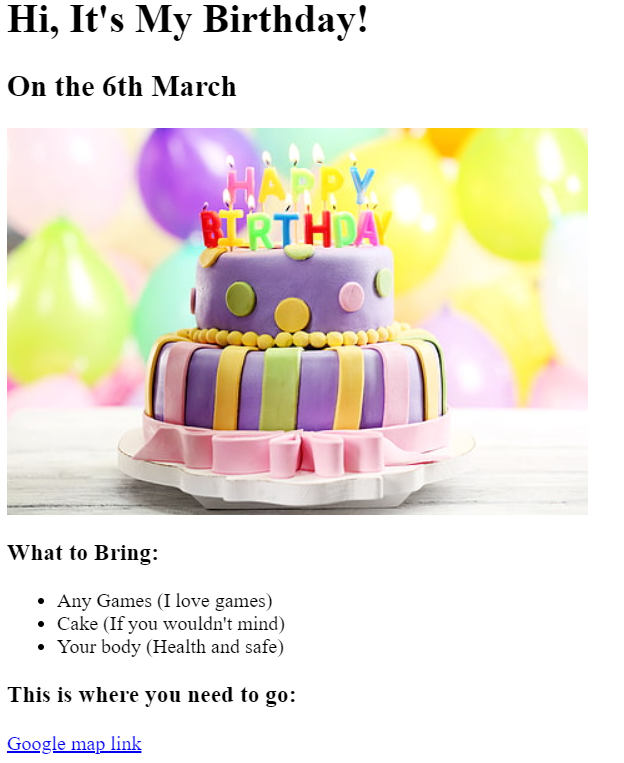 Hi, It's My Birthday!
On the 6th March
HAPPY
BIRTHDAY
What to Bring:
Any Games (I love games)
Cake (If you wouldn't mind)
Your body (Health and safe)
This is where you need to go:
Google map link